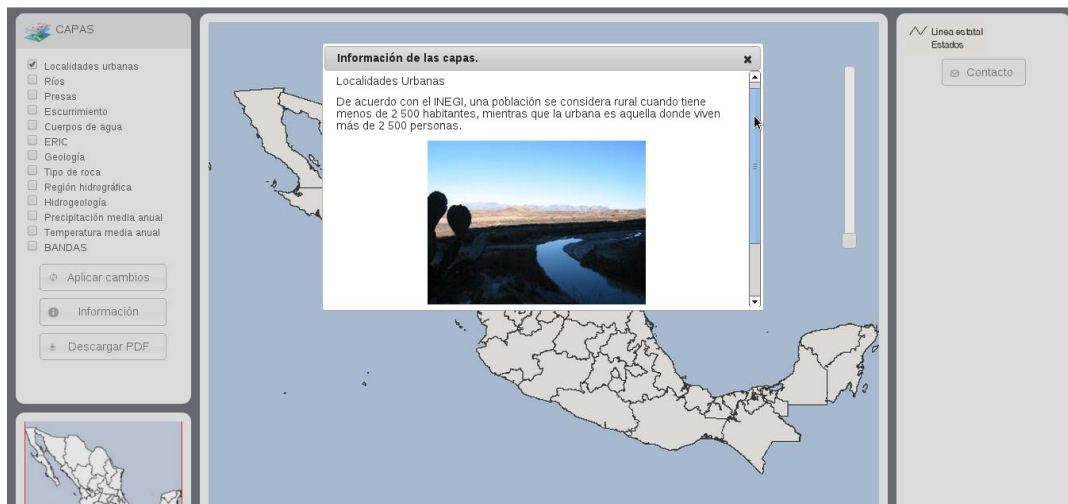 CAPAS
Localidades urbanas
Ríos
Presas
Escurrimiento
Cuerpos de agua
ERIC
Geología
Tipo de roca
Región hidrográfica
Hidrogeología
Precipitación media anual
Temperatura media anual
BANDAS
Aplicar cambios
Información
Descargar PDF
Información de las capas.
Localidades Urbanas
De acuerdo con el INEGI, una población se considera rural cuando tiene
menos de 2 500 habitantes, mientras que la urbana es aquella donde viven
más de 2 500 personas.
Linea estatal
Estados
Contacto